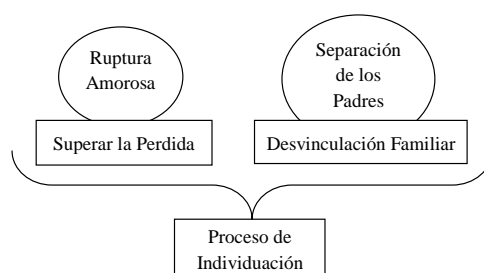 Ruptura
Amorosa
Separación
de los
Padres
Superar la Perdida
Desvinculación Familiar
Proceso de
Individuación